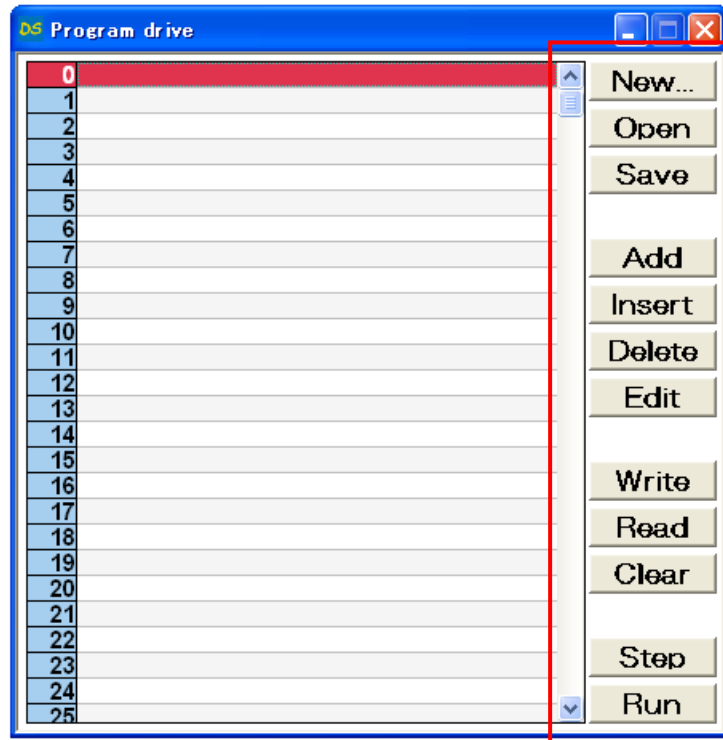 DS Program drive
0
1
2
3
4
5
6
7
8
9
10
11
12
13
14
15
16
17
18
19
20
21
22
23
24
25
New...
Open
Save
Add
Insert
Delete
Edit
Write
Read
Clear
Step
Run